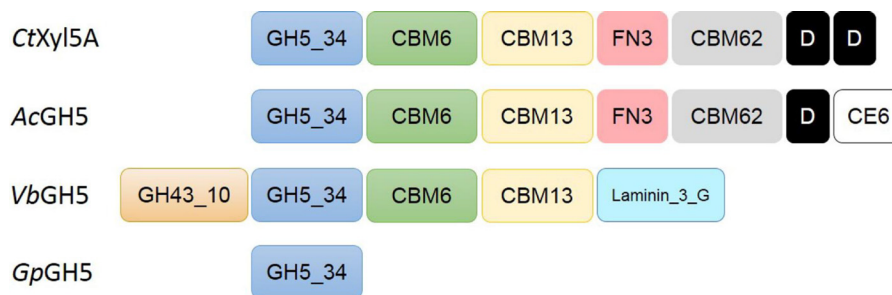 CtXyl5A GH5_34 CBM6 CBM13 FN3 CBM62 D D
AcGH5 GH5_34 CBM6 CBM13 FN3 CBM62 D CE6
VbGH5 GH43_10 GH5_34 CBM6 CBM13 Laminin_3_G
GpGH5 GH5_34